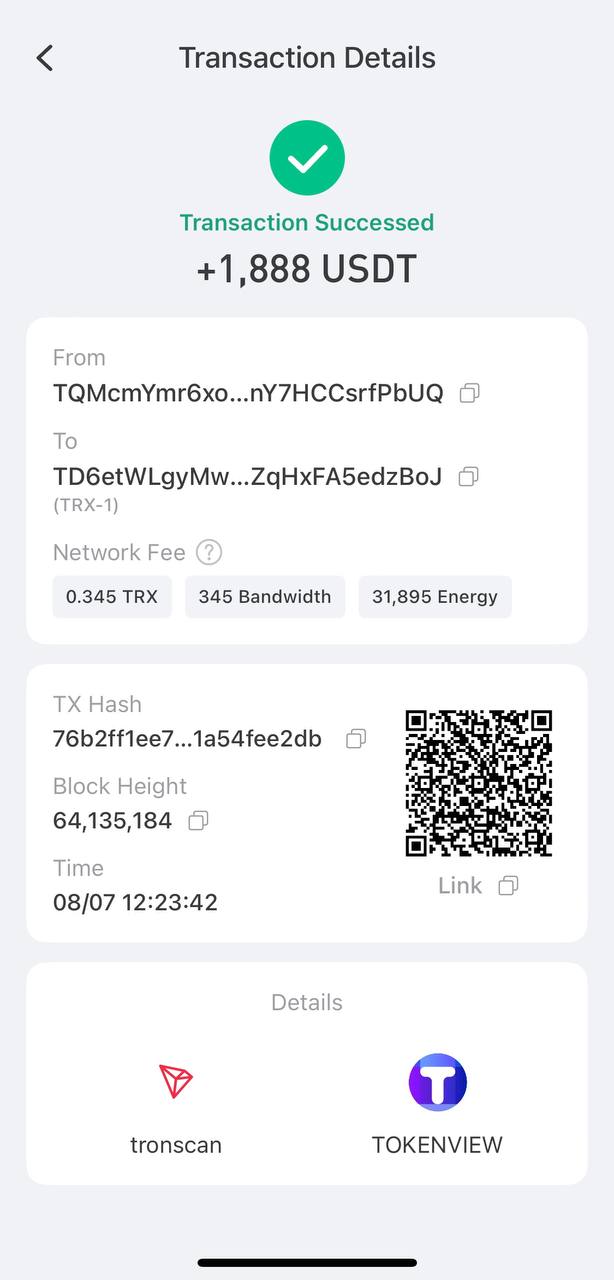 Transaction Details
Transaction Successed
+1,888 USDT
From
TQMcmYmr6xo...nY7HCCsrfPbUQ
To
TD6etWLgyMw...ZqHxFA5edzBoJ
(TRX-1)
Network Fee ?
0.345 TRX 345 Bandwidth 31,895 Energy
TX Hash
76b2ff1ee7...1a54fee2db
Block Height
64,135,184
Time
08/07 12:23:42
Link
Details
tronscan TOKENVIEW